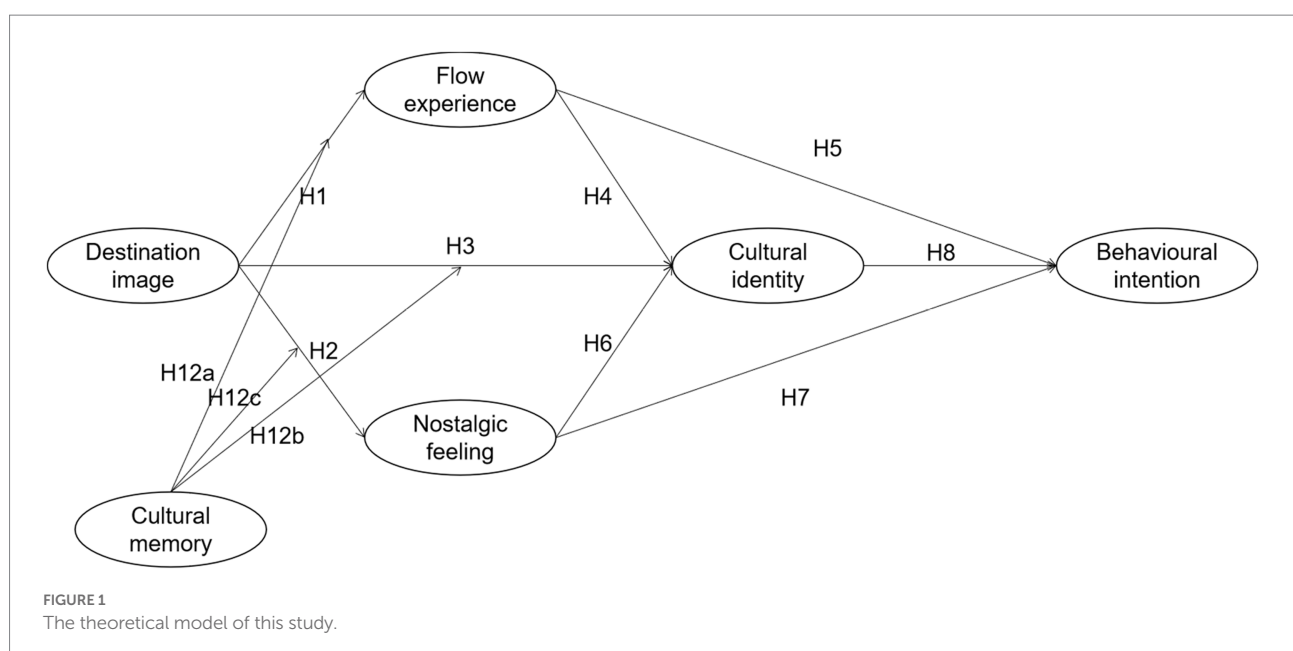 Flow
experience
H5
H1
H4
H3
Destination
image
Cultural
identity
H8
Behavioural
intention
H2
H6
H12a
H12c
H7
H12b
Nostalgic
feeling
Cultural
memory
FIGURE 1
The theoretical model of this study.